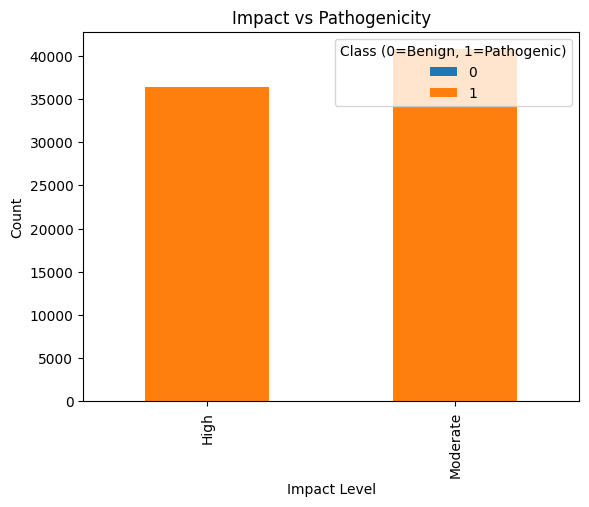 Impact vs Pathogenicity
Class (0=Benign, 1=Pathogenic)
0
1
40000
35000
30000
25000
20000
15000
10000
5000
0
Count
High
Moderate
Impact Level